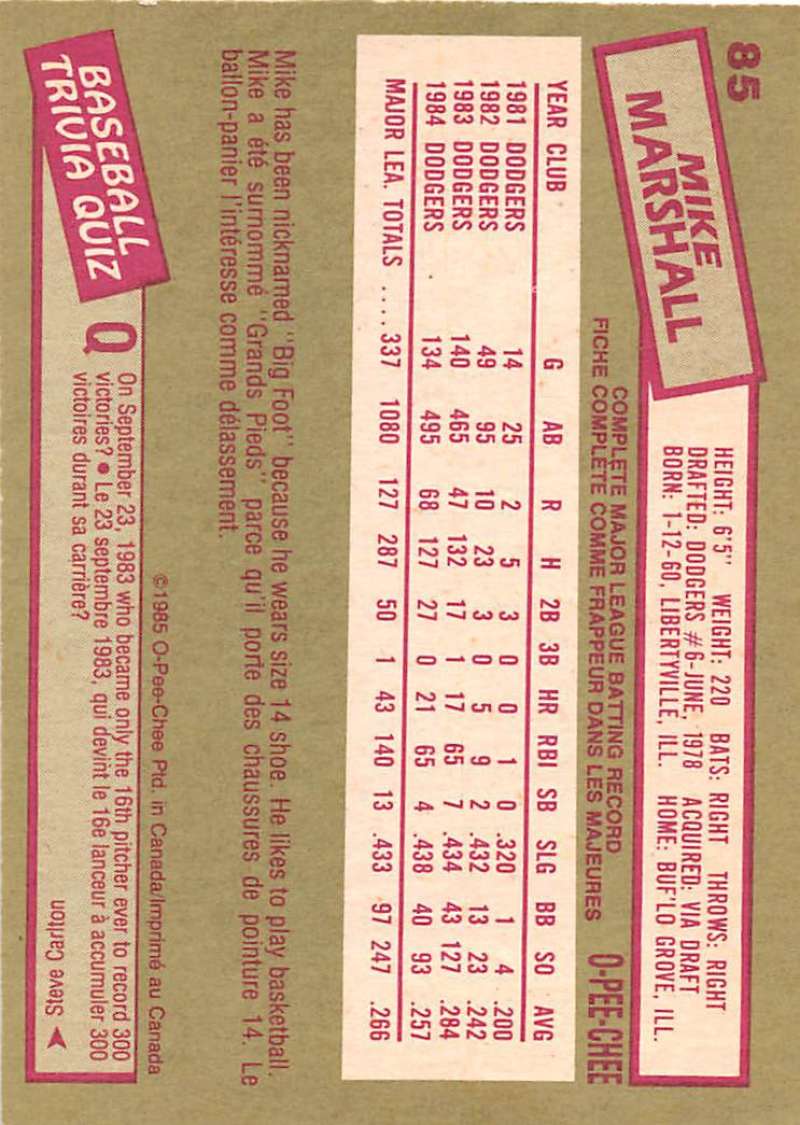 85
MIKE
MARSHALL
HEIGHT: 6'5" WEIGHT: 220 BATS: RIGHT THROWS: RIGHT
DRAFTED: DODGERS #6-JUNE, 1978 ACQUIRED: VIA DRAFT
BORN: 1-12-60, LIBERTYVILLE, ILL. HOME: BUF'LO GROVE, ILL.
COMPLETE MAJOR LEAGUE BATTING RECORD
FICHE COMPLÈTE COMME FRAPPEUR DANS LES MAJEURES
O-PEE-CHEE
YEAR CLUB G AB R H 2B 3B HR RBI SB SLG BB SO AVG
1981 DODGERS 14 25 2 5 3 0 0 1 0 .320 1 4 .200
1982 DODGERS 49 95 10 23 3 0 5 9 2 .432 13 23 .242
1983 DODGERS 140 465 47 132 17 1 17 65 7 .434 43 127 .284
1984 DODGERS 134 495 68 127 27 0 21 65 4 .438 40 93 .257
MAJOR LEA. TOTALS ....337 1080 127 287 50 1 43 140 13 .433 97 247 .266
Mike has been nicknamed "Big Foot" because he wears size 14 shoe. He likes to play basketball.
Mike a été surnommé "Grands Pieds" parce qu'il porte des chaussures de pointure 14. Le
ballon-panier l'intéresse comme délassement.
©1985 O-Pee-Chee Ptd. in Canada/Imprimé au Canada
BASEBALL
TRIVIA QUIZ
Q
On September 23, 1983 who became only the 16th pitcher ever to record 300
victories? ● Le 23 septembre 1983, qui devint le 16e lanceur à accumuler 300
victoires durant sa carrière?
Steve Carlton